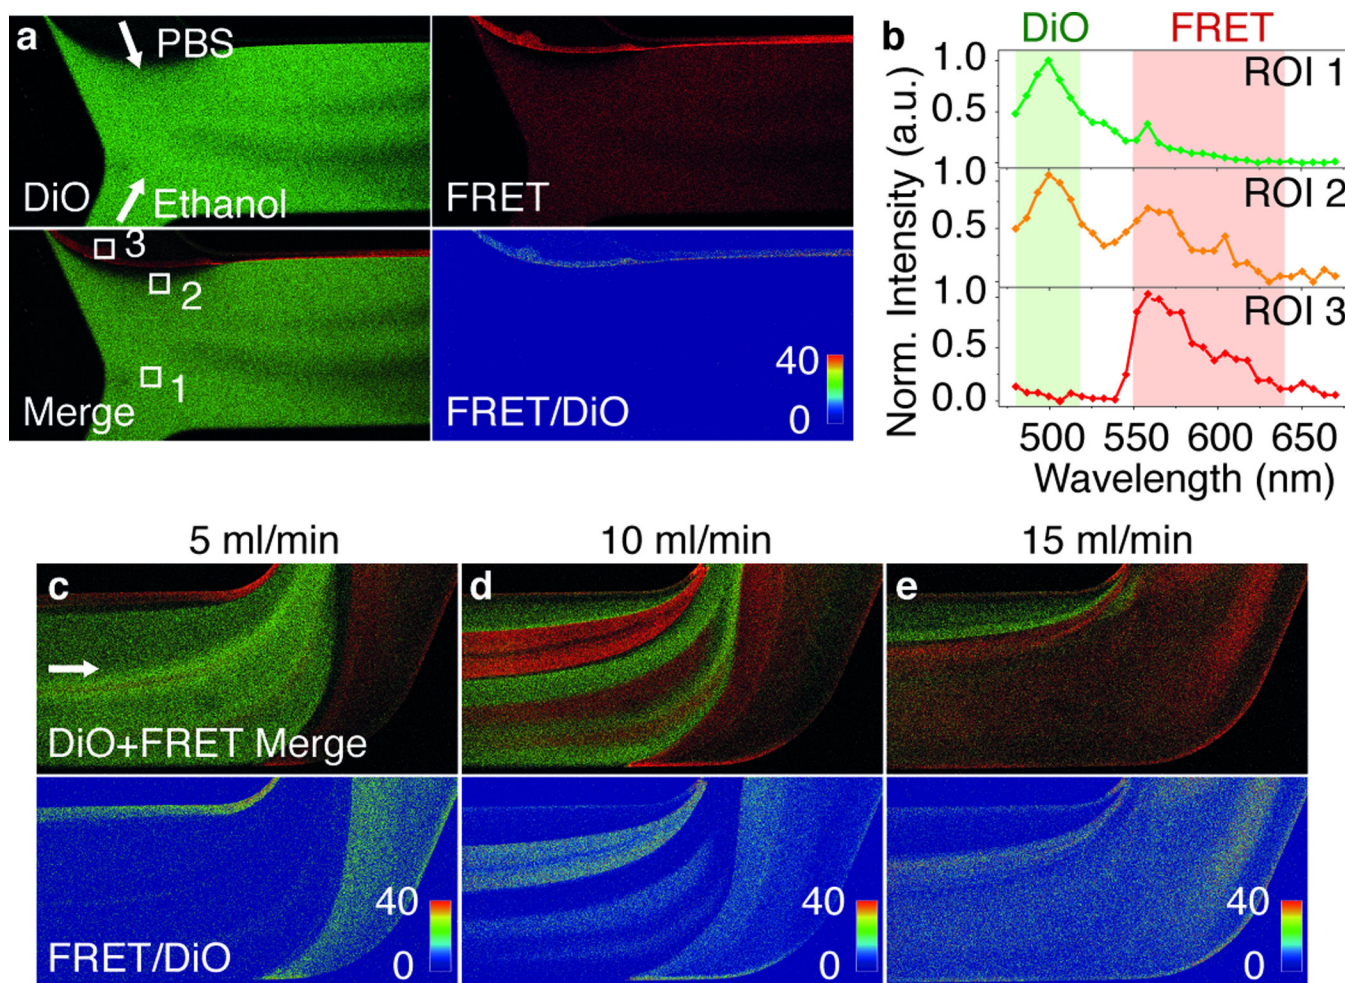 a
PBS
DiO
Ethanol
FRET
3
2
1
Merge
FRET/DiO
40
0
b
DiO
FRET
Norm. Intensity (a.u.)
1.0
0.5
ROI 1
1.0
0.5
ROI 2
1.0
0.5
0.0
ROI 3
500 550 600 650
Wavelength (nm)
5 ml/min
10 ml/min
15 ml/min
c
d
e
DiO+FRET Merge
FRET/DiO
40
0
40
0
40
0